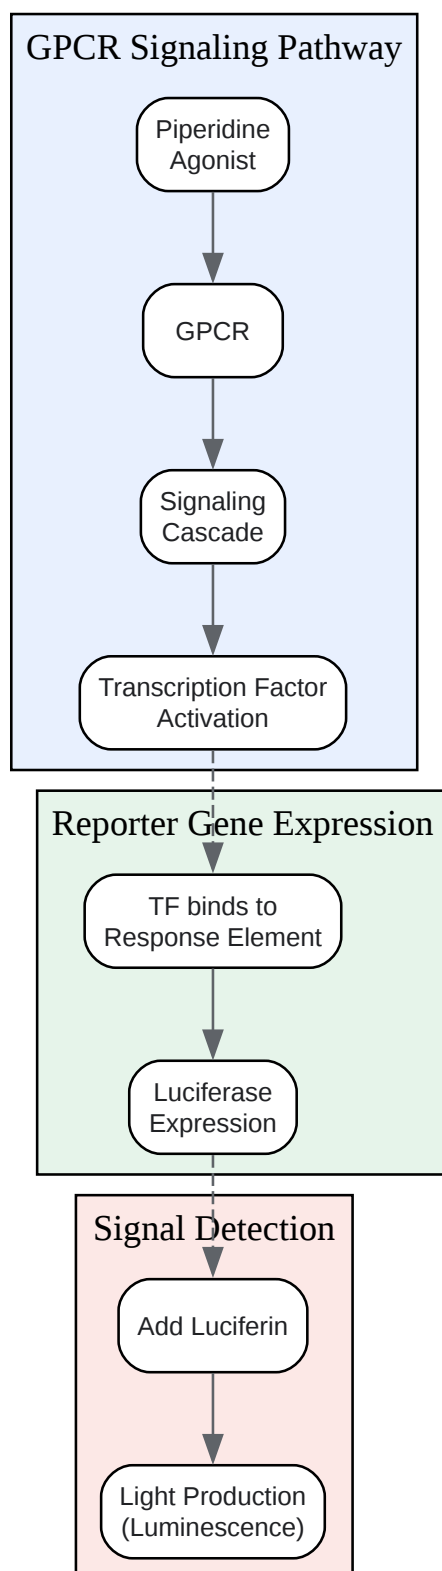 GPCR Signaling Pathway
Piperidine
Agonist
GPCR
Signaling
Cascade
Transcription Factor
Activation
Reporter Gene Expression
TF binds to
Response Element
Luciferase
Expression
Signal Detection
Add Luciferin
Light Production
(Luminescence)